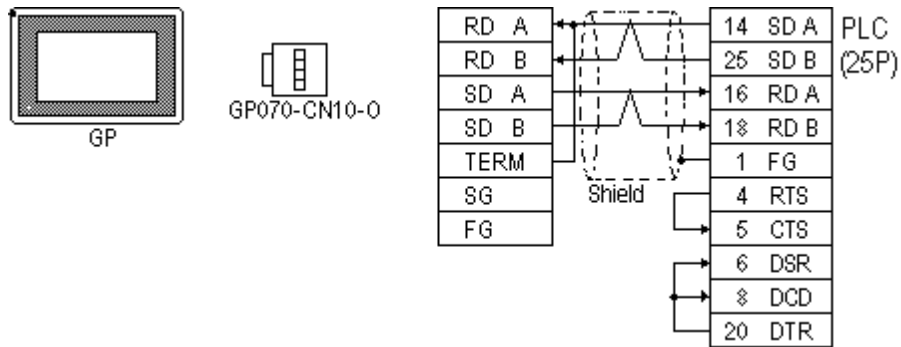 GP
GP070-CN10-0
RD A
RD B
SD A
SD B
TERM
SG
FG
Shield
14 SD A
25 SD B
16 RD A
18 RD B
1 FG
4 RTS
5 CTS
6 DSR
8 DCD
20 DTR
PLC
(25P)